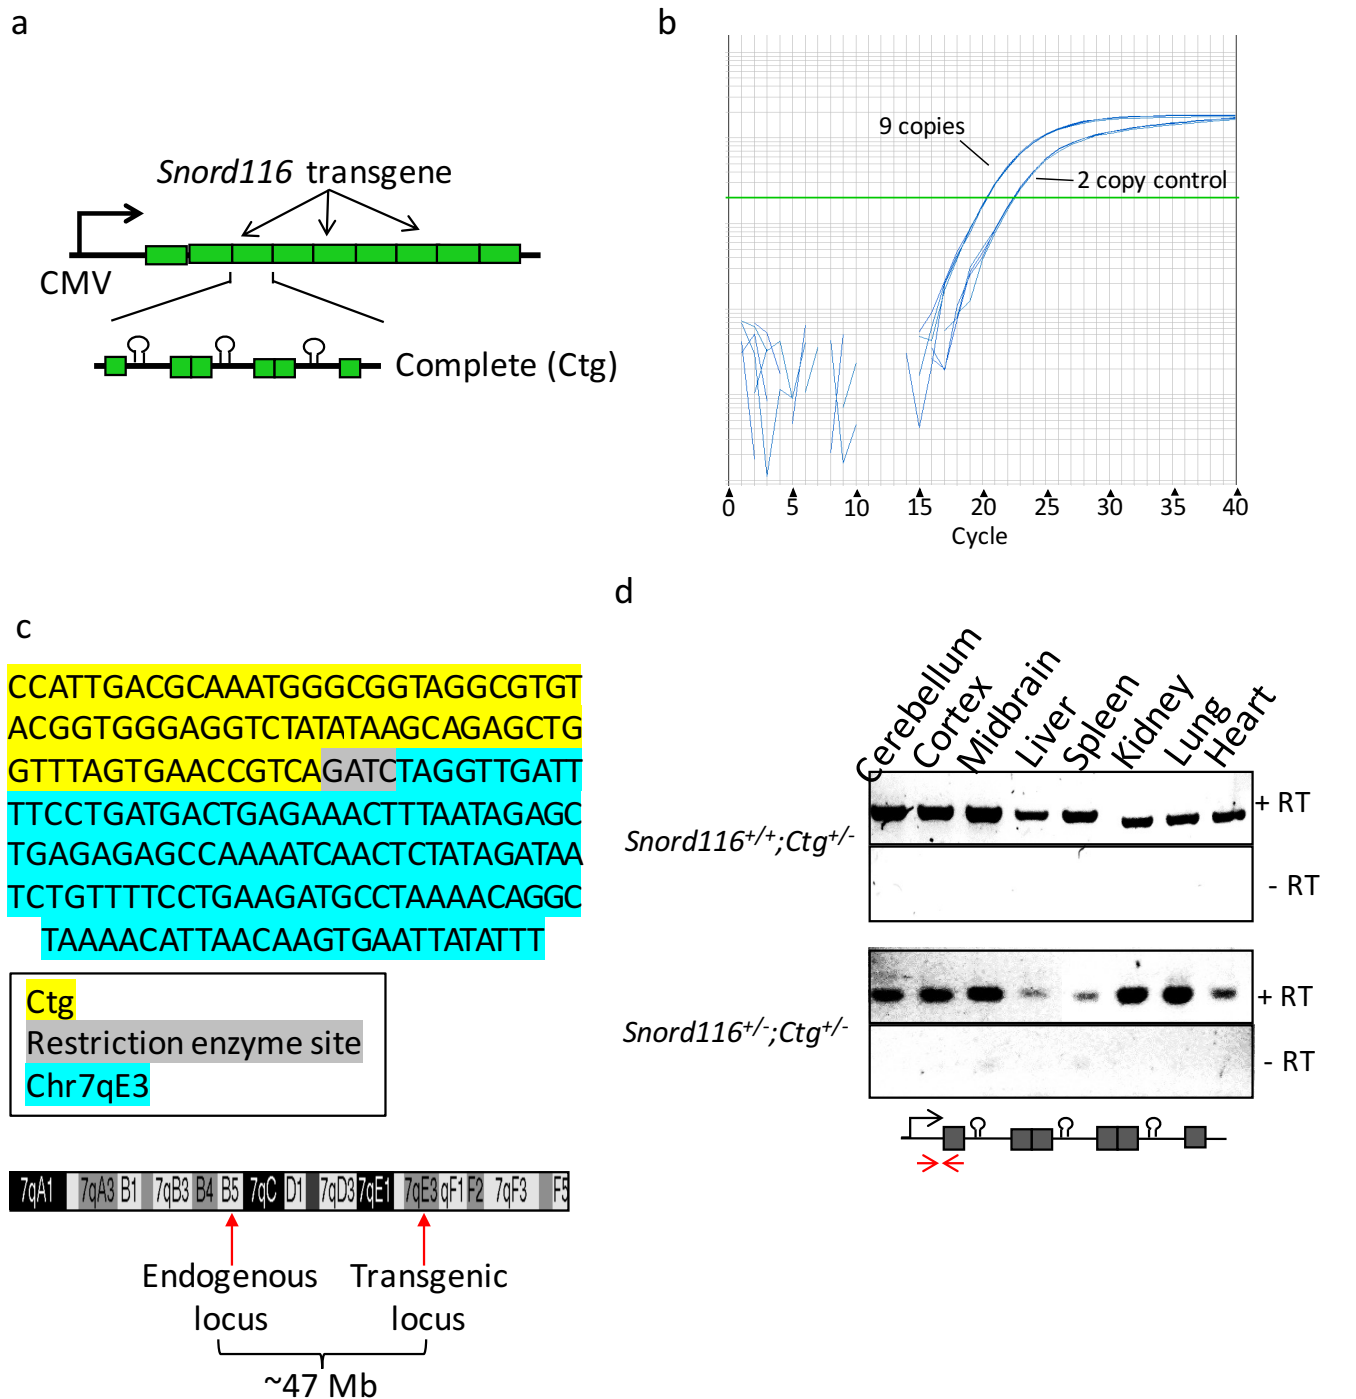 a
Snord116 transgene
CMV
Complete (Ctg)
b
9 copies
2 copy control
0 5 10 15 20 25 30 35 40
Cycle
c
CCATTGACGCAAATGGGCGGTAGGCGTGT
ACGGTGGGAGGTCTATATAAGCAGAGCTG
GTTTAGTGAACCGTCAGATCTAGGTTGATT
TTCCTGATGACTGAGAAACTTTAATAGAGC
TGAGAGAGCCAAAATCAACTCTATAGATAA
TCTGTTTTCCTGAAGATGCCTAAAACAGGC
TAAAACATTAACAAGTGAATTATATTT
Ctg
Restriction enzyme site
Chr7qE3
7qA1 7qA3 B1 7qB3 B4 B5 7qC D1 7qD3 7qE1 7qE3 qF1 F2 7qF3 F5
Endogenous locus
Transgenic locus
~47 Mb
d
Cerebellum Cortex Midbrain Liver Spleen Kidney Lung Heart
Snord116+/+;Ctg+/-
+ RT
- RT
Snord116+/-;Ctg+/-
+ RT
- RT